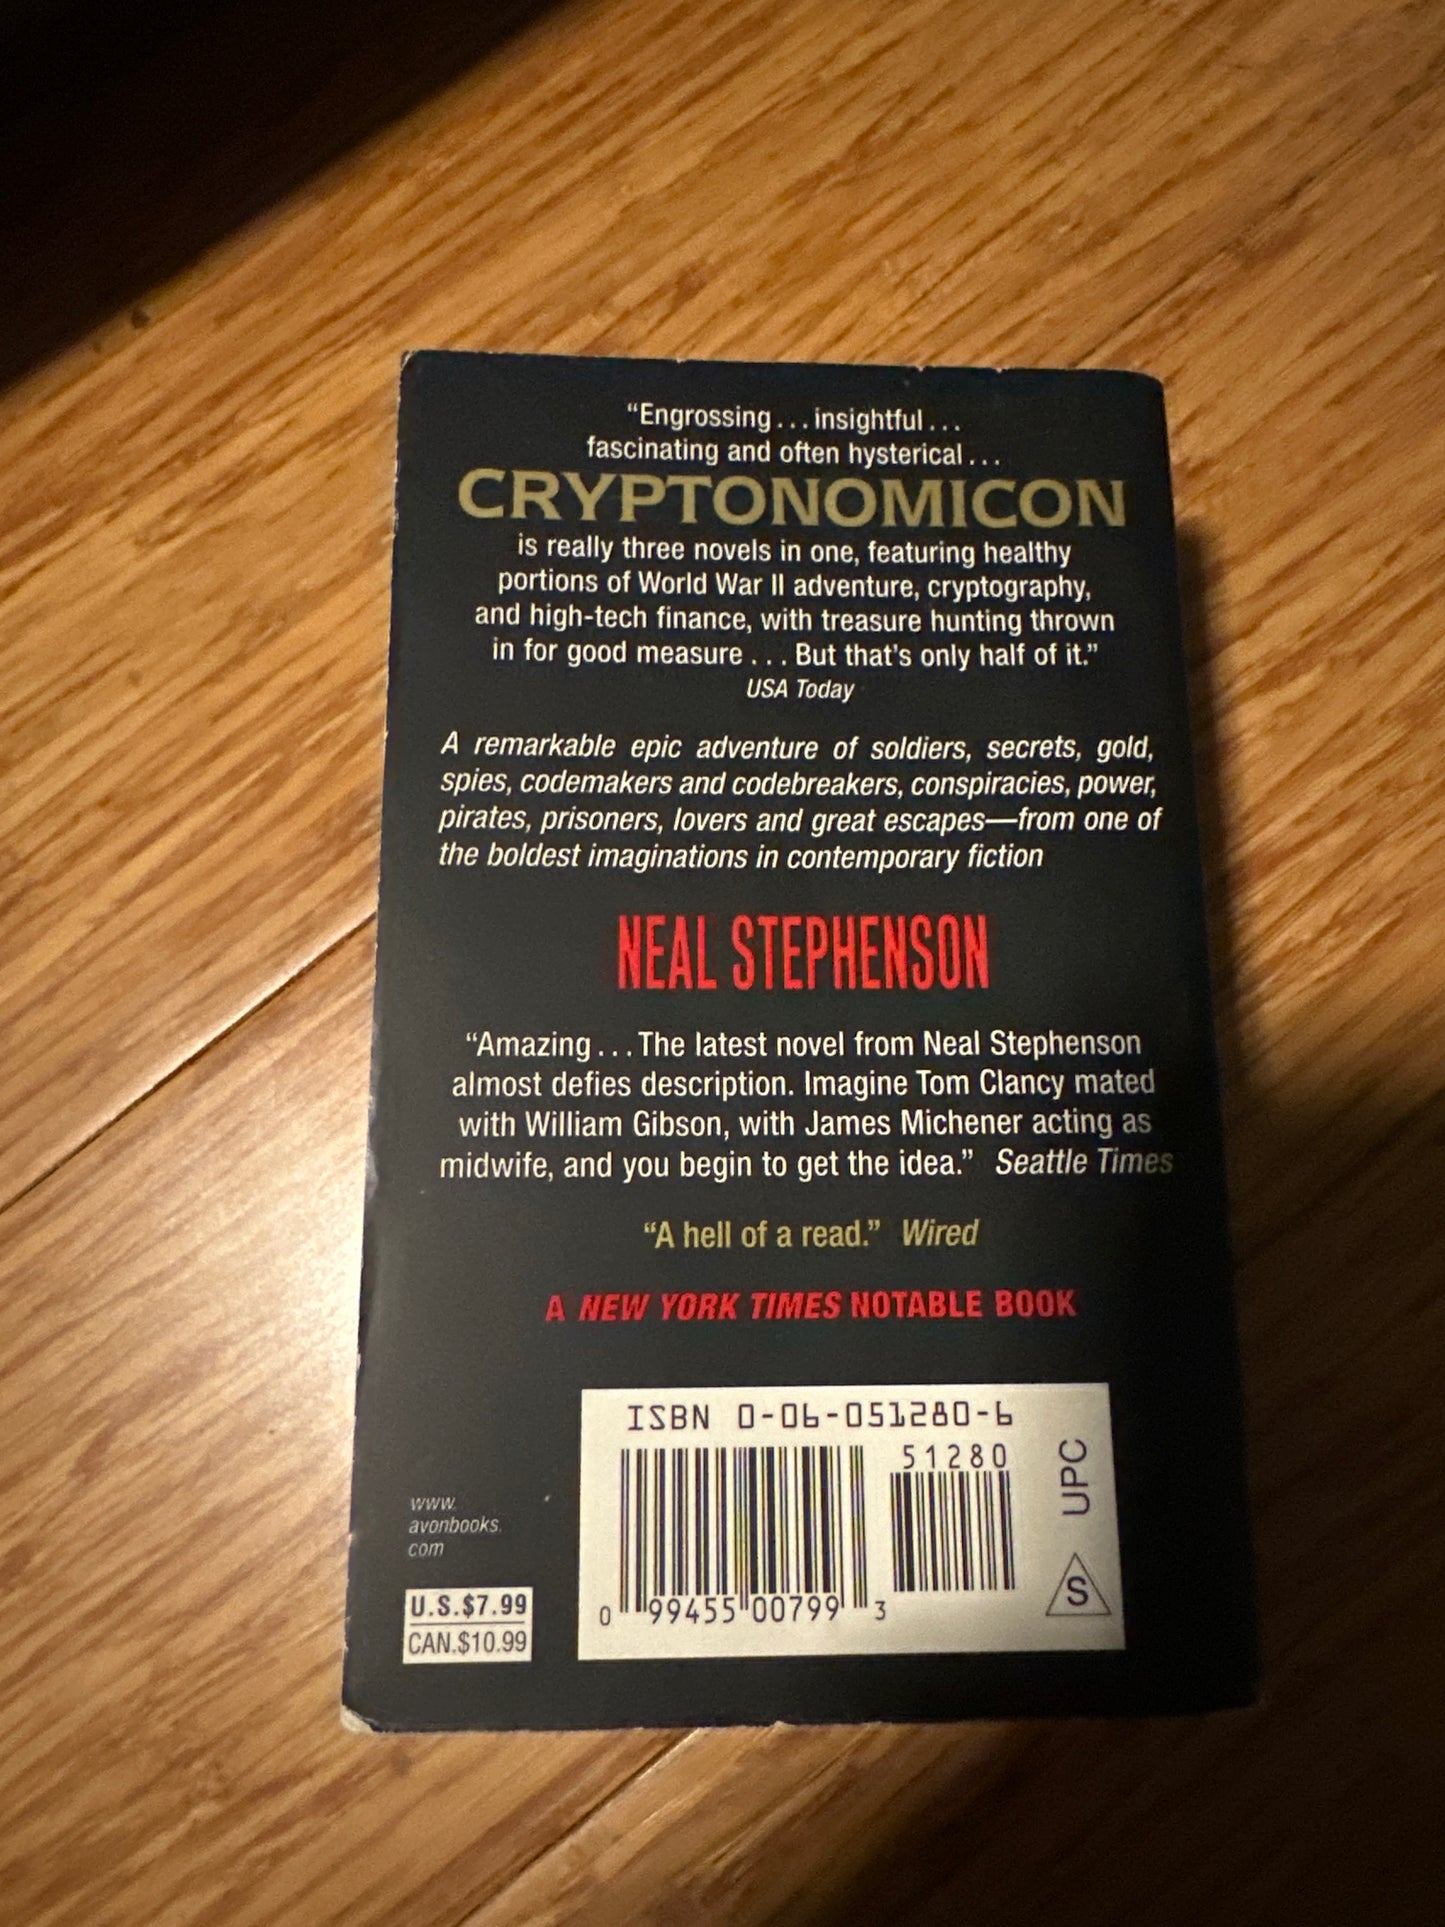 “Engrossing . . . insightful . . .
fascinating and often hysterical . . .
CRYPTONOMICON
is really three novels in one, featuring healthy
portions of World War II adventure, cryptography,
and high-tech finance, with treasure hunting thrown
in for good measure . . . But that’s only half of it.”
USA Today
A remarkable epic adventure of soldiers, secrets, gold,
spies, codemakers and codebreakers, conspiracies, power,
pirates, prisoners, lovers and great escapes—from one of
the boldest imaginations in contemporary fiction
NEAL STEPHENSON
“Amazing . . . The latest novel from Neal Stephenson
almost defies description. Imagine Tom Clancy mated
with William Gibson, with James Michener acting as
midwife, and you begin to get the idea.” Seattle Times
“A hell of a read.” Wired
A NEW YORK TIMES NOTABLE BOOK
www.
avonbooks.
com
U.S.$7.99
CAN.$10.99
ISBN 0-06-051280-6
51280
0 99455 00799 3
UPC
S